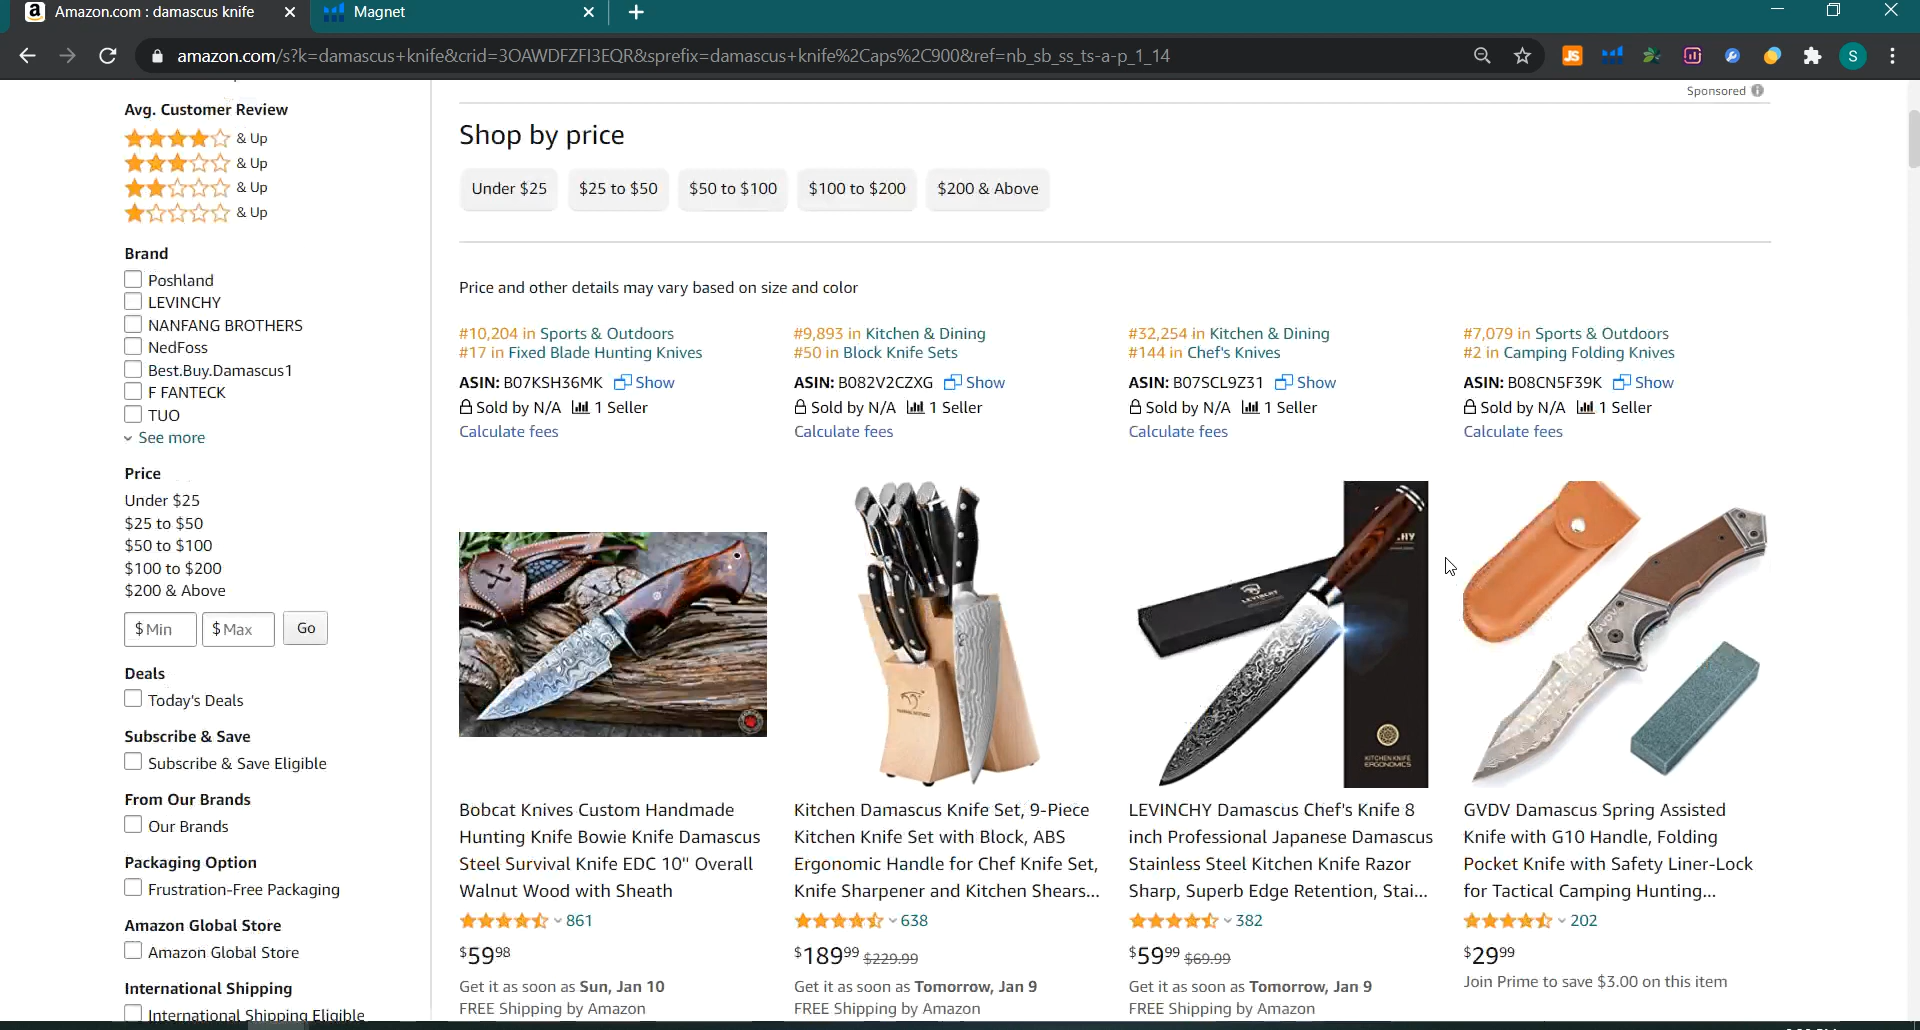 Amazon.com : damascus knife
Magnet
amazon.com/s?k=damascus+knife&crid=3OAWDFZFI3EQR&sprefix=damascus+knife%2Caps%2C900&ref=nb_sb_ss_ts-a-p_1_14
S
Sponsored
Avg. Customer Review
& Up
& Up
& Up
& Up
Brand
Poshland
LEVINCHY
NANFANG BROTHERS
NedFoss
Best.Buy.Damascus1
F FANTECK
TUO
See more
Price
Under $25
$25 to $50
$50 to $100
$100 to $200
$200 & Above
$ Min $ Max Go
Deals
Today's Deals
Subscribe & Save
Subscribe & Save Eligible
From Our Brands
Our Brands
Packaging Option
Frustration-Free Packaging
Amazon Global Store
Amazon Global Store
International Shipping
International Shipping Eligible
Shop by price
Under $25 $25 to $50 $50 to $100 $100 to $200 $200 & Above
Price and other details may vary based on size and color
#10,204 in Sports & Outdoors
#17 in Fixed Blade Hunting Knives
ASIN: B07KSH36MK Show
Sold by N/A 1 Seller
Calculate fees
Bobcat Knives Custom Handmade
Hunting Knife Bowie Knife Damascus
Steel Survival Knife EDC 10" Overall
Walnut Wood with Sheath
861
$59 98
Get it as soon as Sun, Jan 10
FREE Shipping by Amazon
#9,893 in Kitchen & Dining
#50 in Block Knife Sets
ASIN: B082V2CZXG Show
Sold by N/A 1 Seller
Calculate fees
Kitchen Damascus Knife Set, 9-Piece
Kitchen Knife Set with Block, ABS
Ergonomic Handle for Chef Knife Set,
Knife Sharpener and Kitchen Shears...
638
$189 99 $229.99
Get it as soon as Tomorrow, Jan 9
FREE Shipping by Amazon
#32,254 in Kitchen & Dining
#144 in Chef's Knives
ASIN: B07SCL9Z31 Show
Sold by N/A 1 Seller
Calculate fees
LEVINCHY
HY
KITCHEN KNIFE
ERGONOMICS
LEVINCHY Damascus Chef's Knife 8
inch Professional Japanese Damascus
Stainless Steel Kitchen Knife Razor
Sharp, Superb Edge Retention, Stai...
382
$59 99 $69.99
Get it as soon as Tomorrow, Jan 9
FREE Shipping by Amazon
#7,079 in Sports & Outdoors
#2 in Camping Folding Knives
ASIN: B08CN5F39K Show
Sold by N/A 1 Seller
Calculate fees
GVDV Damascus Spring Assisted
Knife with G10 Handle, Folding
Pocket Knife with Safety Liner-Lock
for Tactical Camping Hunting...
202
$29 99
Join Prime to save $3.00 on this item